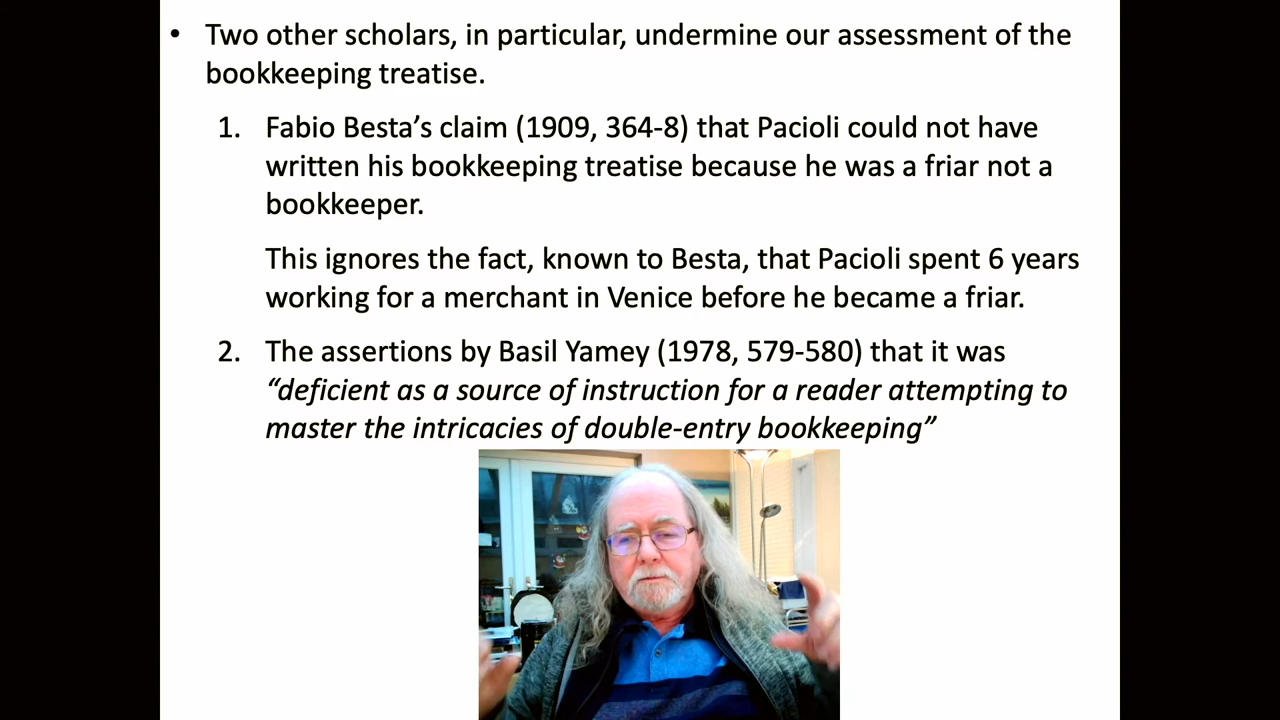 • Two other scholars, in particular, undermine our assessment of the
bookkeeping treatise.
1. Fabio Besta’s claim (1909, 364-8) that Pacioli could not have
written his bookkeeping treatise because he was a friar not a
bookkeeper.
This ignores the fact, known to Besta, that Pacioli spent 6 years
working for a merchant in Venice before he became a friar.
2. The assertions by Basil Yamey (1978, 579-580) that it was
“deficient as a source of instruction for a reader attempting to
master the intricacies of double-entry bookkeeping”